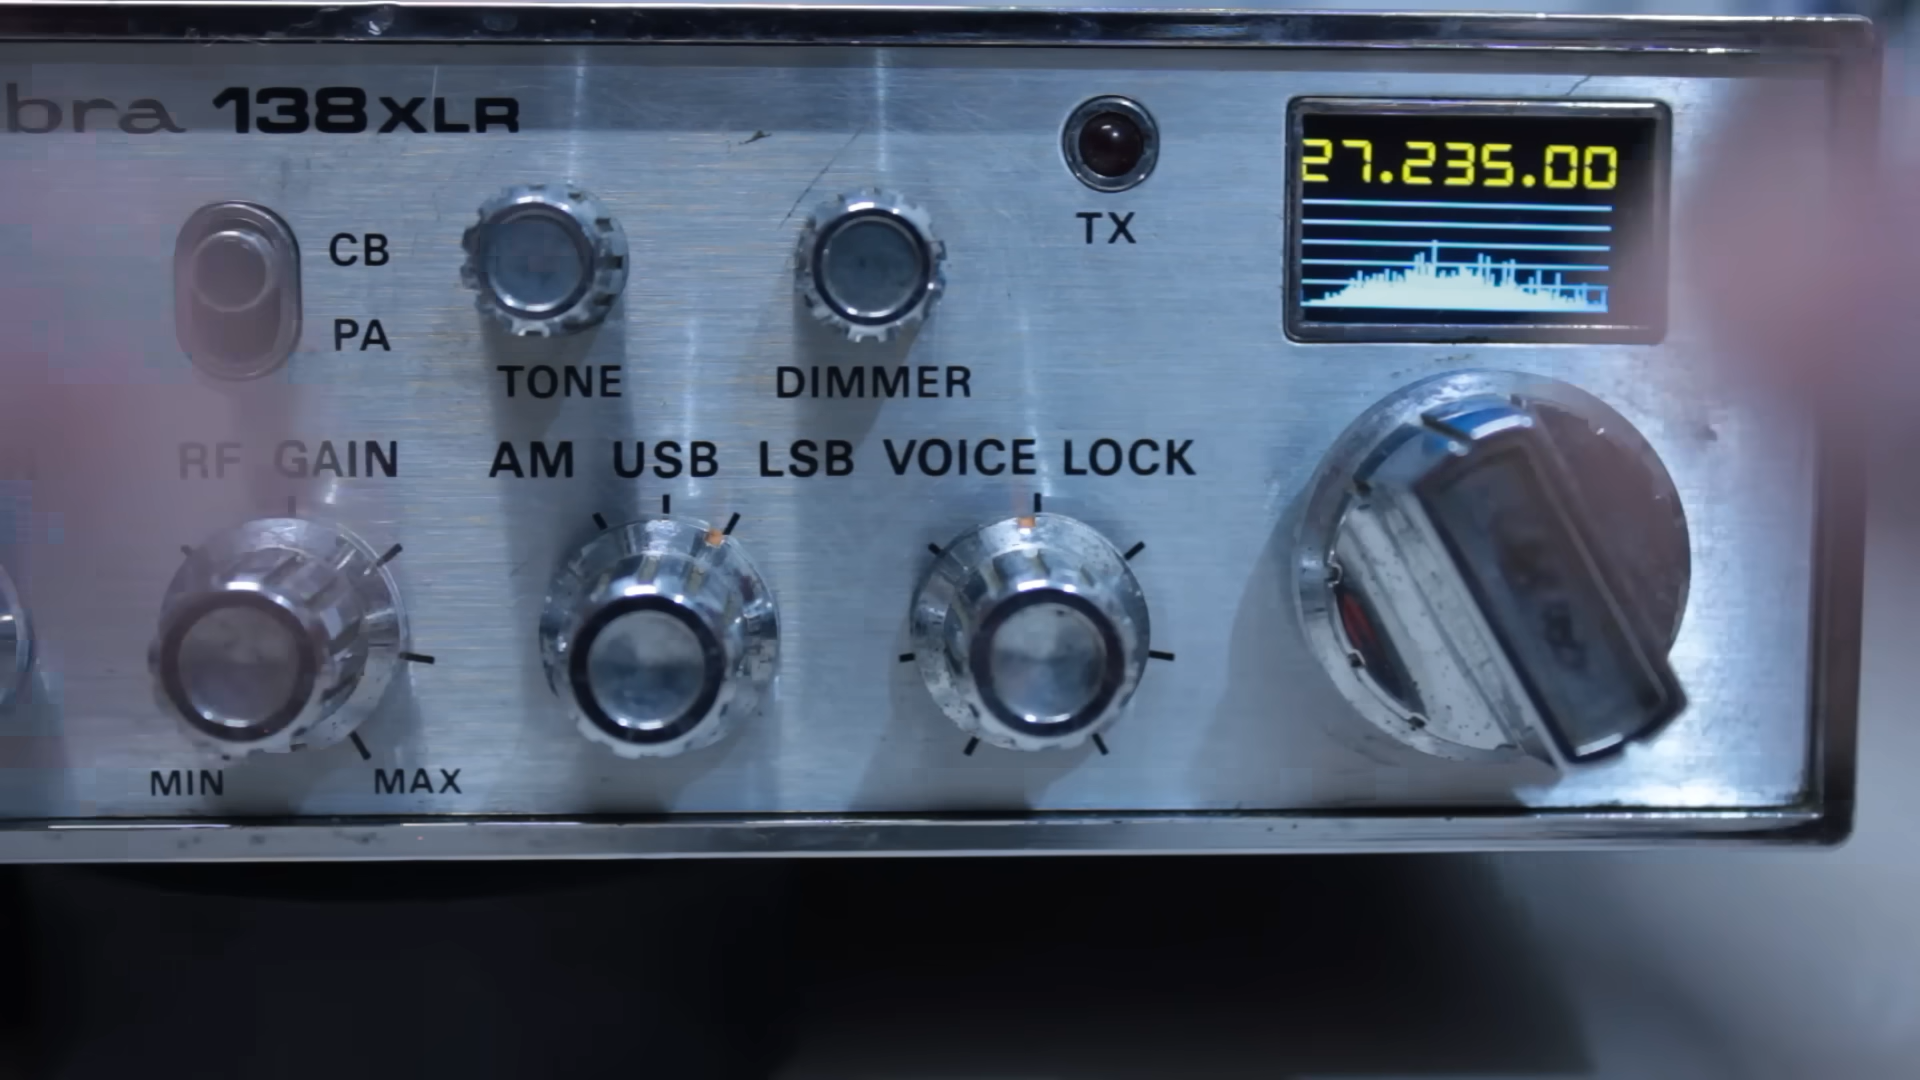 bra 138XLR
27.235.00
TX
CB
PA
TONE
DIMMER
RF GAIN
AM USB LSB
VOICE LOCK
MIN
MAX